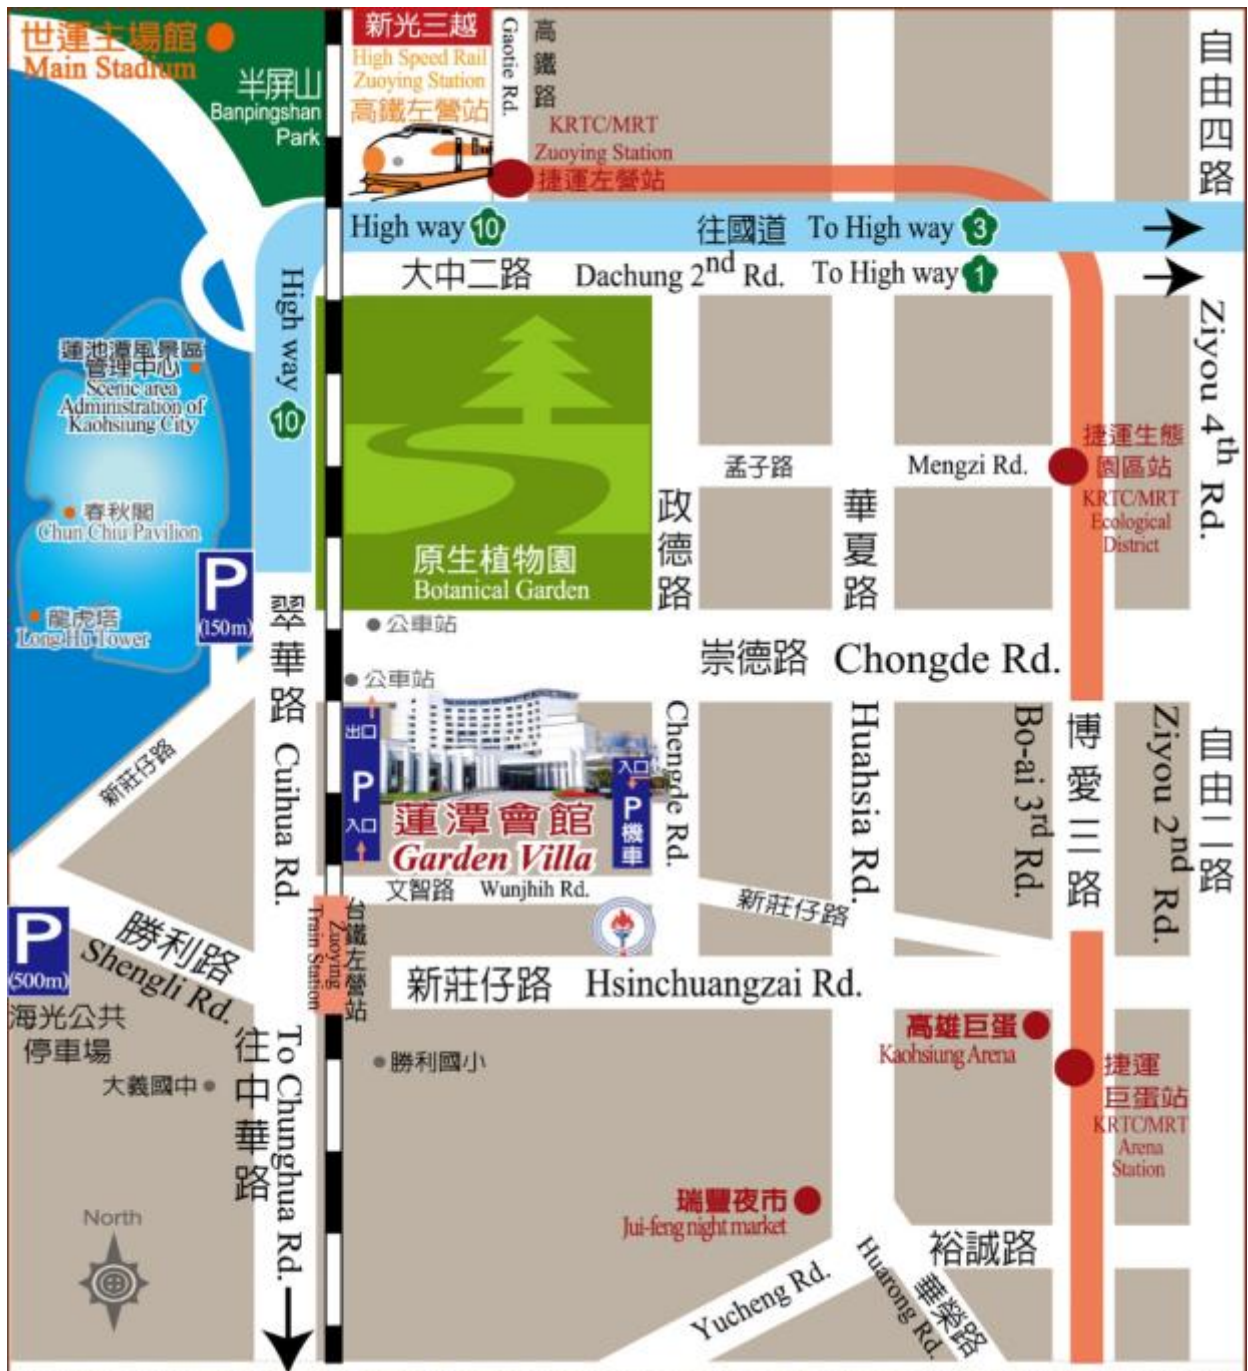 世運主場館
Main Stadium
半屏山
Banpingshan
Park
新光三越
High Speed Rail
Zuoying Station
高鐵左營站
Gaotie Rd.
高鐵路
KRTC/MRT
Zuoying Station
捷運左營站
自由四路
High way 10
往國道 To High way 3
大中二路 Dachung 2nd Rd. To High way 1
High way 10
Ziyou 4th Rd.
蓮池潭風景區
管理中心
Scenic area
Administration of
Kaohsiung City
春秋閣
Chun Chiu Pavilion
龍虎塔
Long Hu Tower
P
(150m)
原生植物園
Botanical Garden
政德路
孟子路 Mengzi Rd.
華夏路
捷運生態
園區站
KRTC/MRT
Ecological
District
公車站
公車站
崇德路 Chongde Rd.
翠華路 Cuihua Rd.
新莊仔路
出口
P
入口
蓮潭會館
Garden Villa
入口
P
機車
Chengde Rd.
Huahsia Rd.
Bo-ai 3rd Rd.
博愛三路
Ziyou 2nd Rd.
自由二路
文智路 Wunjhih Rd.
新莊仔路
P
(500m)
海光公共
停車場
勝利路
Shengli Rd.
Zuoying
Train Station
台鐵左營站
新莊仔路 Hsinchuangzai Rd.
高雄巨蛋
Kaohsiung Arena
捷運
巨蛋站
KRTC/MRT
Arena
Station
勝利國小
大義國中
往中華路
To Chunghua Rd.
瑞豐夜市
Jui-feng night market
North
裕誠路
Yucheng Rd.
Huarong Rd.
華榮路